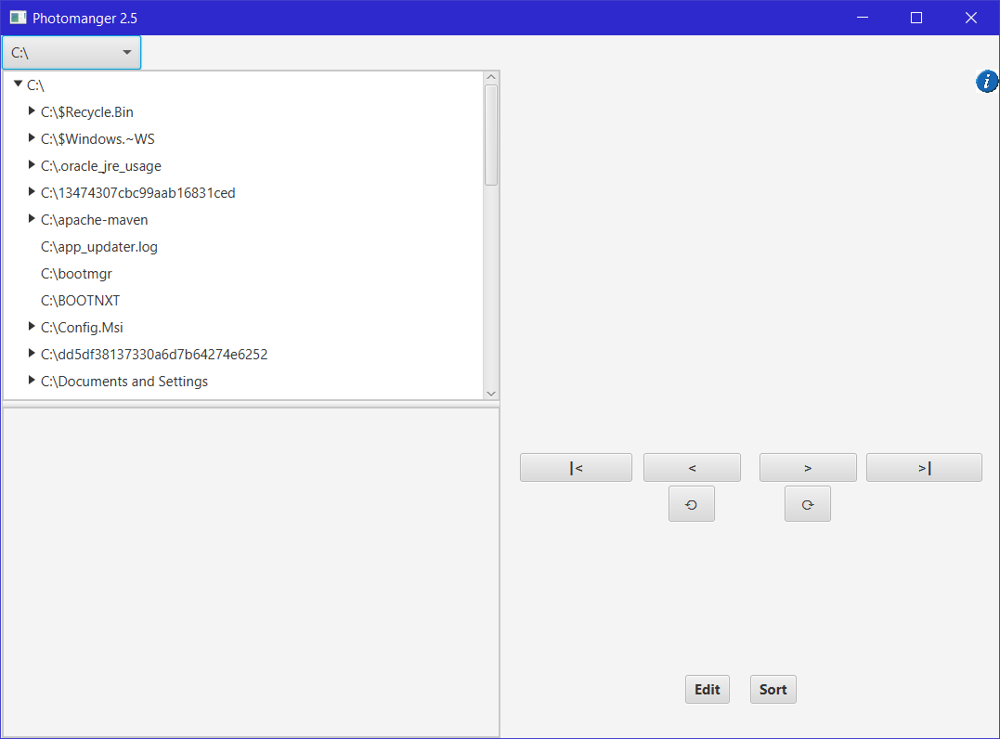 Photomanger 2.5
C:\
C:\
C:\$Recycle.Bin
C:\$Windows.~WS
C:\.oracle_jre_usage
C:\13474307cbc99aab16831ced
C:\apache-maven
C:\app_updater.log
C:\bootmgr
C:\BOOTNXT
C:\Config.Msi
C:\dd5df38137330a6d7b64274e6252
C:\Documents and Settings
i
|< < > >|
Edit Sort